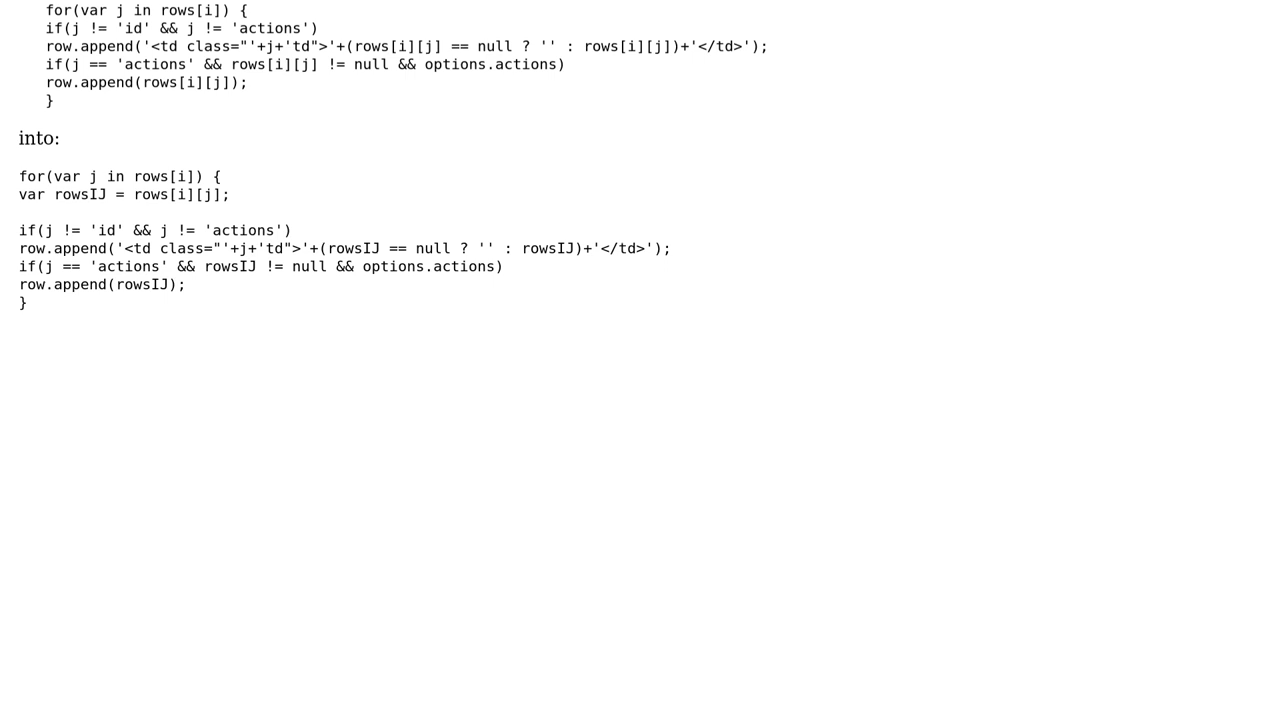 for(var j in rows[i]) {
if(j != 'id' && j != 'actions')
row.append('<td class="'+j+'td">'+(rows[i][j] == null ? '' : rows[i][j])+'</td>');
if(j == 'actions' && rows[i][j] != null && options.actions)
row.append(rows[i][j]);
}
into:
for(var j in rows[i]) {
var rowsIJ = rows[i][j];
if(j != 'id' && j != 'actions')
row.append('<td class="'+j+'td">'+(rowsIJ == null ? '' : rowsIJ)+'</td>');
if(j == 'actions' && rowsIJ != null && options.actions)
row.append(rowsIJ);
}